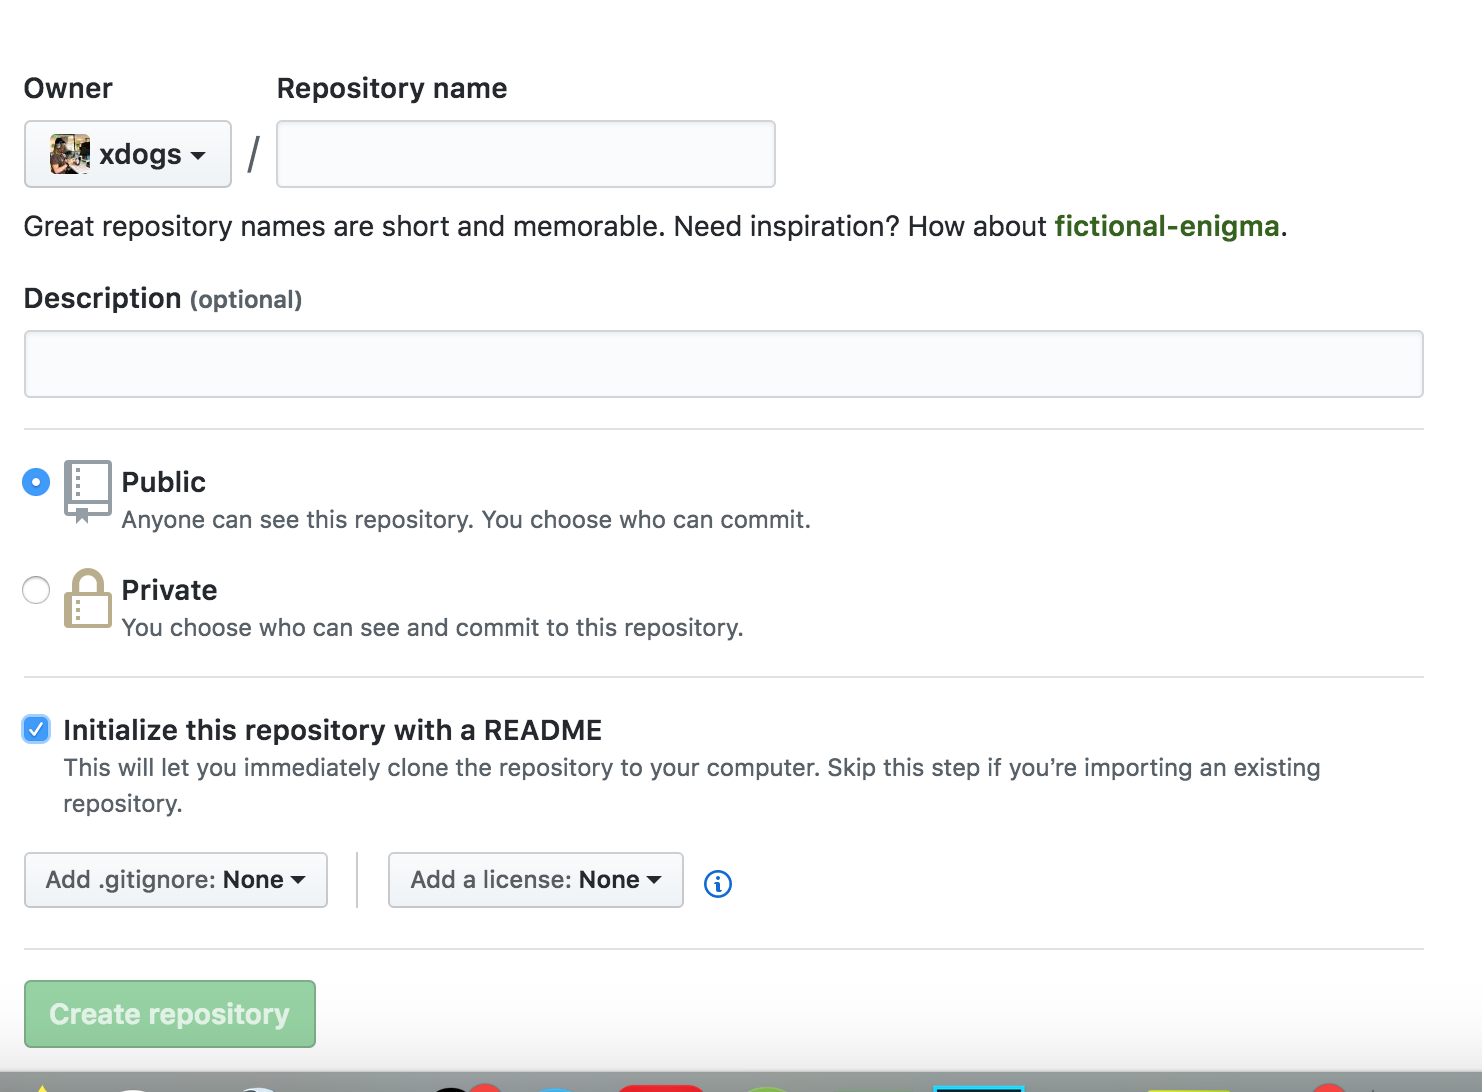 Owner Repository name
xdogs /
Great repository names are short and memorable. Need inspiration? How about fictional-enigma.
Description (optional)
Public
Anyone can see this repository. You choose who can commit.
Private
You choose who can see and commit to this repository.
Initialize this repository with a README
This will let you immediately clone the repository to your computer. Skip this step if you’re importing an existing
repository.
Add .gitignore: None Add a license: None
Create repository